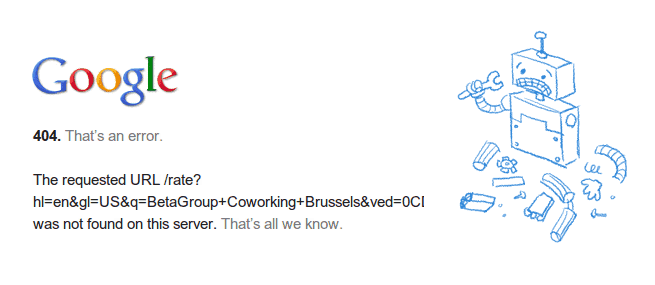 Google
404. That's an error.
The requested URL /rate?
hl=en&gl=US&q=BetaGroup+Coworking+Brussels&ved=0CI
was not found on this server. That's all we know.